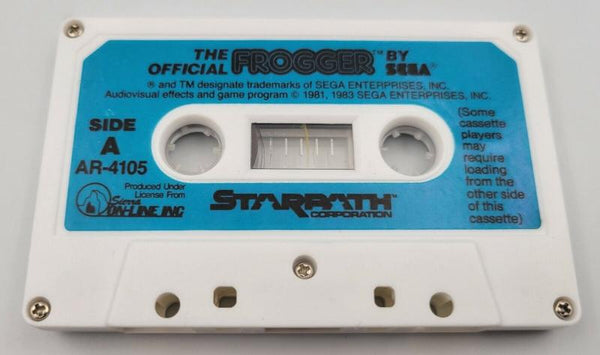 THE OFFICIAL FROGGER™ BY SEGA®
® and TM designate trademarks of SEGA ENTERPRISES, INC.
Audiovisual effects and game program © 1981, 1983 SEGA ENTERPRISES, INC.
SIDE
A
AR-4105
Produced Under
License From
Sierra
ON-LINE INC
STARPATH™
CORPORATION
(Some
cassette
players
may
require
loading
from the
other side
of this
cassette)